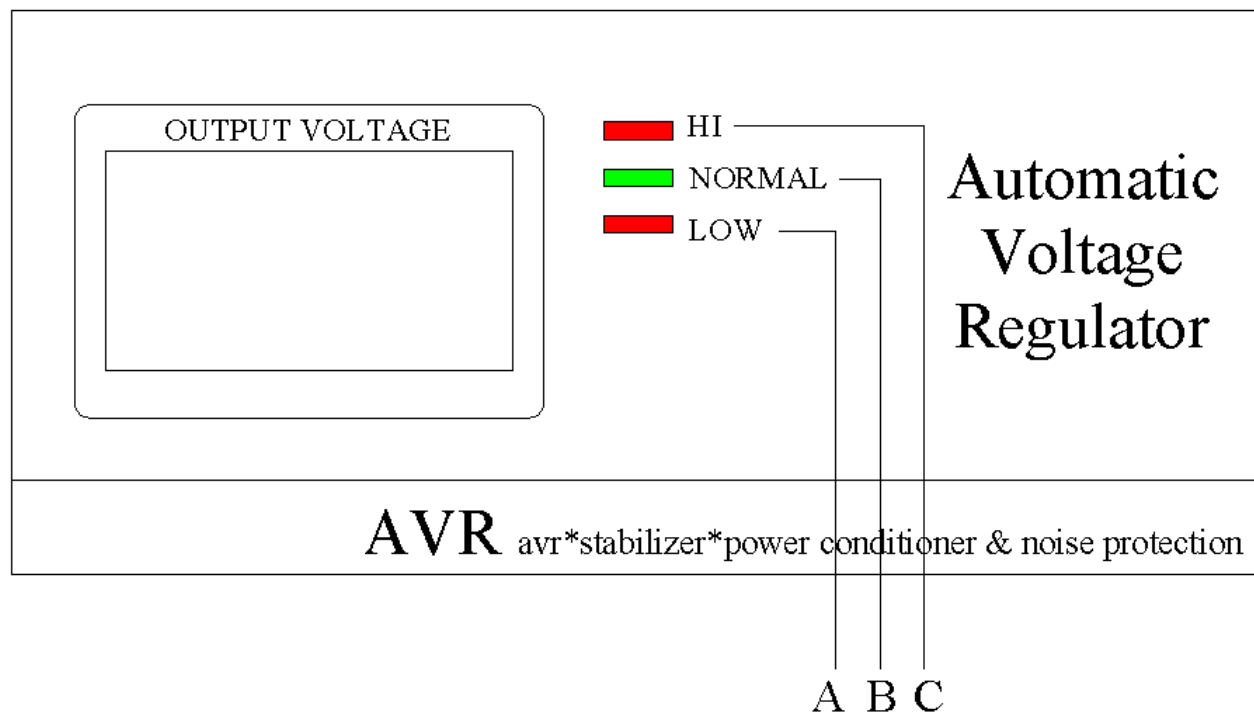 OUTPUT VOLTAGE
HI
NORMAL
LOW
Automatic
Voltage
Regulator
AVR avr*stabilizer*power conditioner & noise protection
A B C